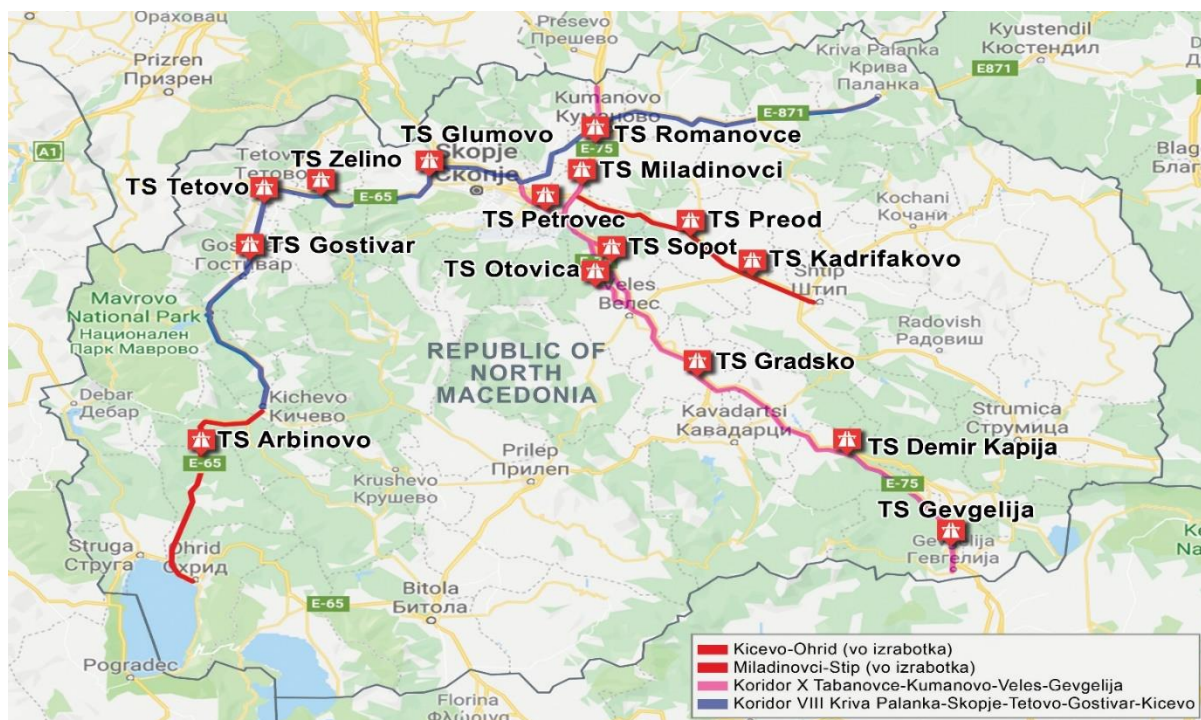 Ораховац
Prizren
Призрен
Presevo
Прешево
Kyustendil
Кюстендил
Kriva Palanka
Крива
Паланка
E871
Kumanovo
Куманово
E-871
A1
TS Glumovo
TS Romanovce
E-75
Skopje
Скопје
Tetovo
Тетово
TS Zelino
TS Miladinovci
TS Tetovo
E-65
Kochani
Кочани
TS Petrovec
TS Preod
TS Gostivar
Гостивар
TS Sopot
TS Kadrifakovo
TS Otovica
Shtip
Штип
Veles
Велес
Mavrovo
National Park
Национален
Парк Маврово
Radovish
Радовиш
REPUBLIC OF
NORTH
MACEDONIA
TS Gradsko
Debar
Дебар
Kichevo
Кичево
Kavadartsi
Кавадарци
Strumica
Струмица
TS Arbinovo
E-65
Prilep
Прилеп
TS Demir Kapija
Krushevo
Крушево
E-75
TS Gevgelija
Гевгелија
Struga
Струга
Ohrid
Охрид
Bitola
Битола
E-65
Pogradec
Florina
Φλώρινα
Kicevo-Ohrid (vo izrabotka)
Miladinovci-Stip (vo izrabotka)
Koridor X Tabanovce-Kumanovo-Veles-Gevgelija
Koridor VIII Kriva Palanka-Skopje-Tetovo-Gostivar-Kicevo